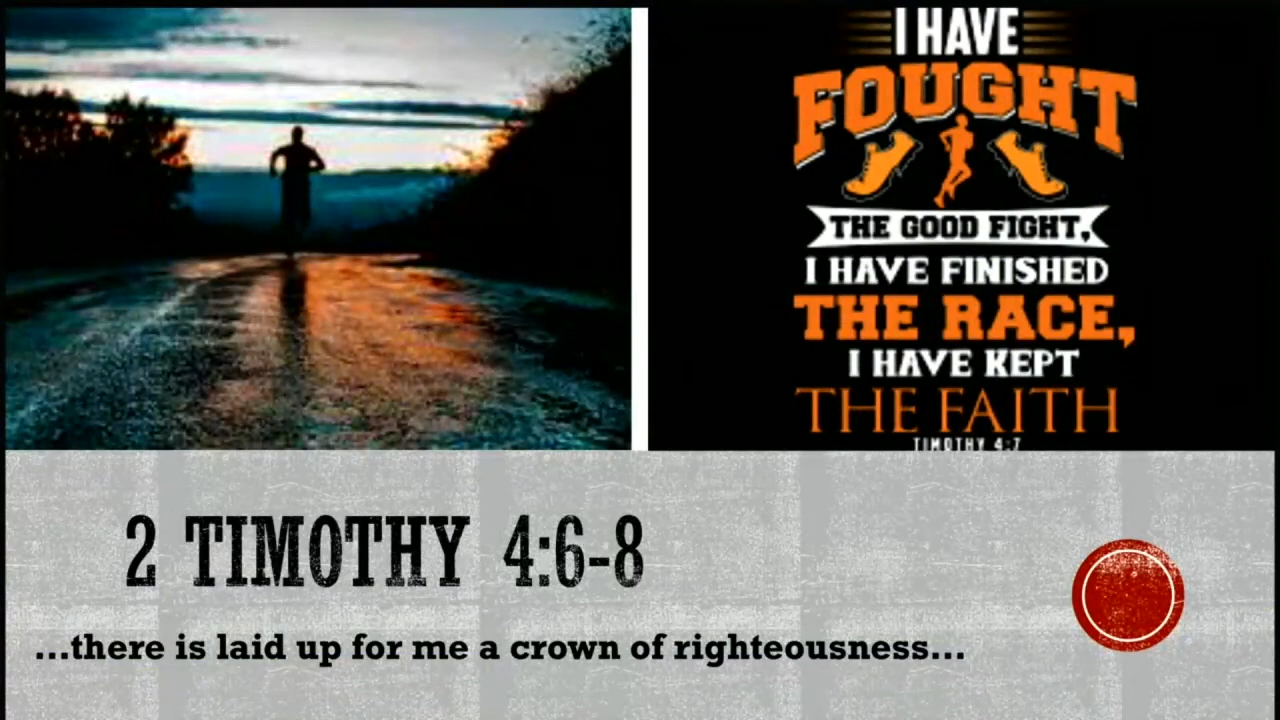 I HAVE
FOUGHT
THE GOOD FIGHT,
I HAVE FINISHED
THE RACE,
I HAVE KEPT
THE FAITH
TIMOTHY 4:7
2 TIMOTHY 4:6-8
...there is laid up for me a crown of righteousness...